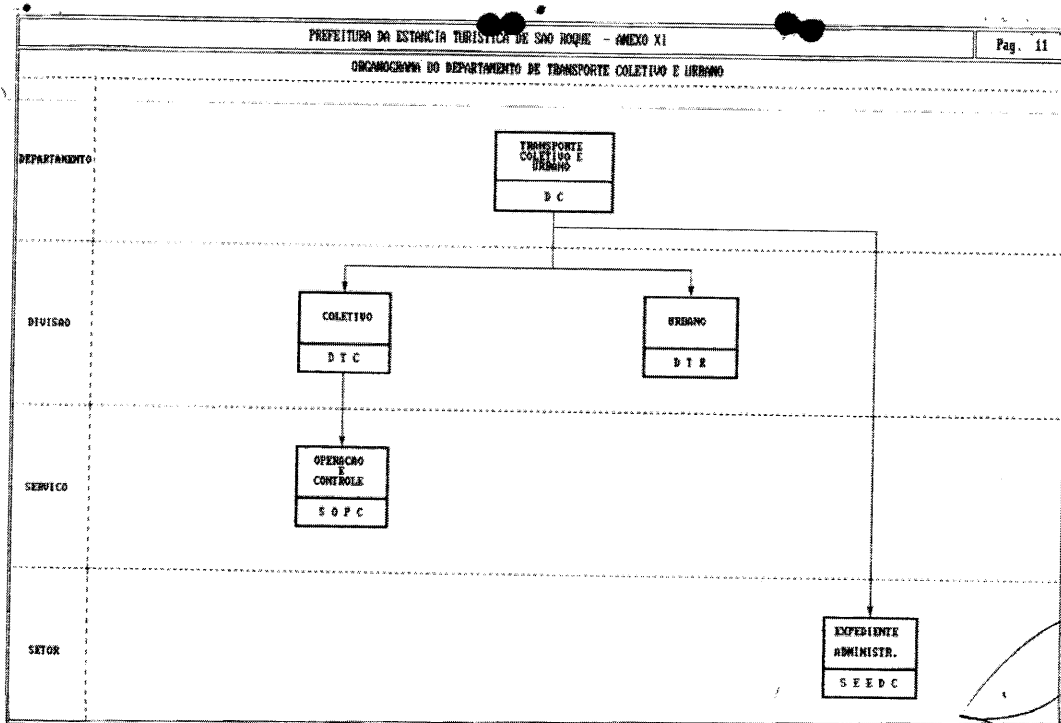 PREFEITURA DA ESTANCIA TURISTICA DE SAO ROQUE - ANEXO XI
Pag. 11
ORGANOGRAMA DO DEPARTAMENTO DE TRANSPORTE COLETIVO E URBANO
DEPARTAMENTO
TRANSPORTE
COLETIVO E
URBANO
D C
DIVISAO
COLETIVO
D T C
URBANO
D T R
SERVICO
OPERACAO
E
CONTROLE
S O P C
SETOR
EXPEDIENTE
ADMINISTR.
S E E D C